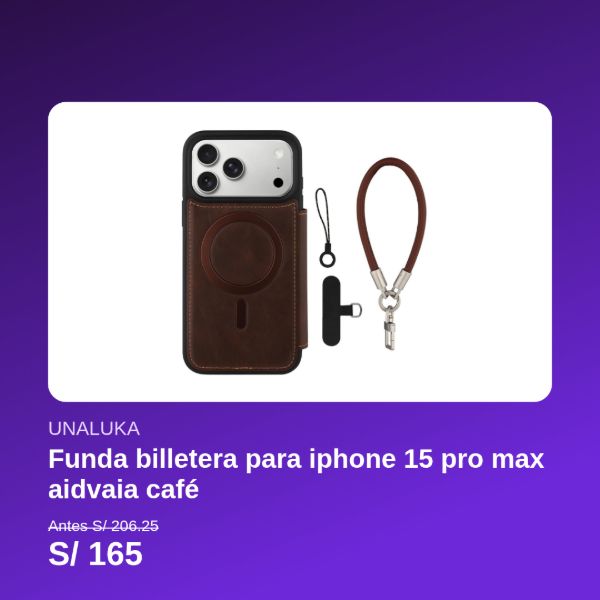 UNALUKA
Funda billetera para iphone 15 pro max
aidvaia café
Antes S/ 206.25
S/ 165